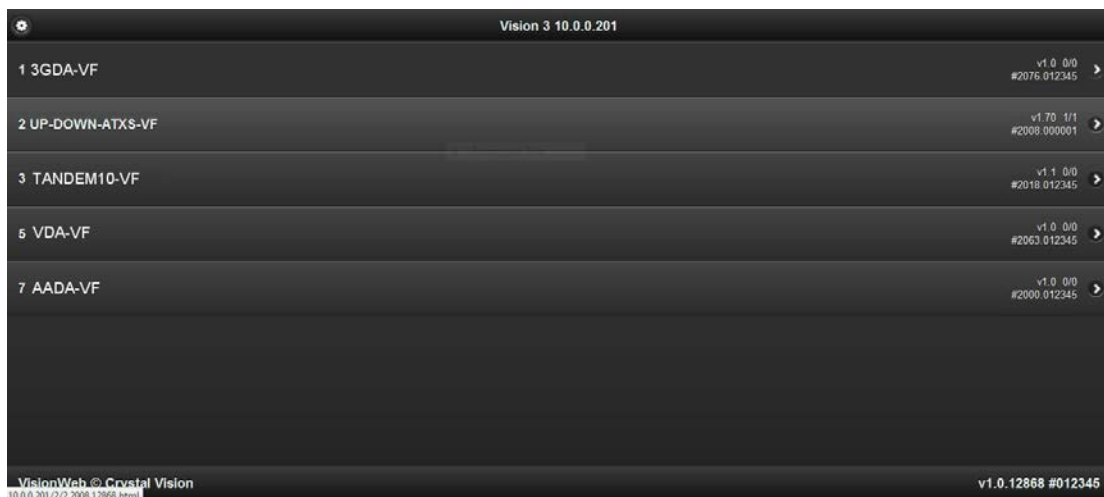 Vision 3 10.0.0.201
1 3GDA-VF
v1.0 0/0
#2076.012345
2 UP-DOWN-ATXS-VF
v1.70 1/1
#2008.000001
3 TANDEM10-VF
v1.1 0/0
#2018.012345
5 VDA-VF
v1.0 0/0
#2063.012345
7 AADA-VF
v1.0 0/0
#2000.012345
VisionWeb © Crystal Vision
v1.0.12868 #012345
10.0.0.201/2/2.2008.12868.html